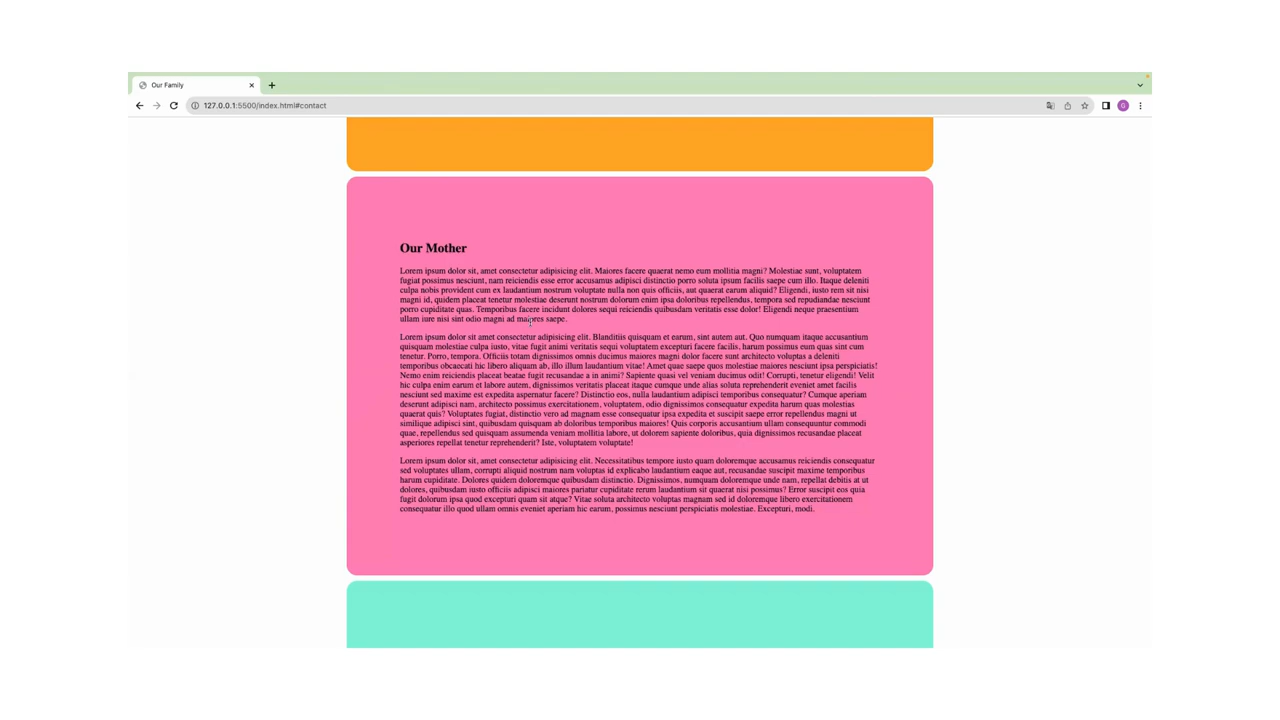 Our Family
127.0.0.1:5500/index.html#contact
G
Our Mother
Lorem ipsum dolor sit, amet consectetur adipisicing elit. Maiores facere quaerat nemo eum mollitia magni? Molestiae sunt, voluptatem
fugiat possimus nesciunt, nam reiciendis esse error accusamus adipisci distinctio porro soluta ipsum facilis saepe cum illo. Itaque deleniti
culpa nobis provident cum ex laudantium nostrum voluptate nulla non quis officiis, aut quaerat earum aliquid? Eligendi, iusto rem sit nisi
magni id, quidem placeat tenetur molestiae deserunt nostrum dolorum enim ipsa doloribus repellendus, tempora sed repudiandae nesciunt
porro cupiditate quas. Temporibus facere incidunt dolores sequi reiciendis quibusdam veritatis esse dolor! Eligendi neque praesentium
ullam iure nisi sint odio magni ad maiores saepe.
Lorem ipsum dolor sit amet consectetur adipisicing elit. Blanditiis quisquam et earum, sint autem aut. Quo numquam itaque accusantium
quisquam molestiae culpa iusto, vitae fugit animi veritatis sequi voluptatem excepturi facere facilis, harum possimus eum quas sint cum
tenetur. Porro, tempora. Officiis totam dignissimos omnis ducimus maiores magni dolor facere sunt architecto voluptas a deleniti
temporibus obcaecati hic libero aliquam ab, illo illum laudantium vitae! Amet quae saepe quos molestiae maiores nesciunt ipsa perspiciatis!
Nemo enim reiciendis placeat beatae fugit recusandae a in animi? Sapiente quasi vel veniam ducimus odit! Corrupti, tenetur eligendi! Velit
hic culpa enim earum et labore autem, dignissimos veritatis placeat itaque cumque unde alias soluta reprehenderit eveniet amet facilis
nesciunt sed maxime est expedita aspernatur facere? Distinctio eos, nulla laudantium adipisci temporibus consequatur? Cumque aperiam
deserunt adipisci nam, architecto possimus exercitationem, voluptatem, odio dignissimos consequatur expedita harum quas molestias
quaerat quis? Voluptates fugiat, distinctio vero ad magnam esse consequatur ipsa expedita et suscipit saepe error repellendus magni ut
similique adipisci sint, quibusdam quisquam ab doloribus temporibus maiores! Quis corporis accusantium ullam consequuntur commodi
quae, repellendus sed quisquam assumenda veniam mollitia labore, ut dolorem sapiente doloribus, quia dignissimos recusandae placeat
asperiores repellat tenetur reprehenderit? Iste, voluptatem voluptate!
Lorem ipsum dolor sit, amet consectetur adipisicing elit. Necessitatibus tempore iusto quam doloremque accusamus reiciendis consequatur
sed voluptates ullam, corrupti aliquid nostrum nam voluptas id explicabo laudantium eaque aut, recusandae suscipit maxime temporibus
harum cupiditate. Dolores quidem doloremque quibusdam distinctio. Dignissimos, numquam doloremque unde nam, repellat debitis at ut
dolores, quibusdam iusto officiis adipisci maiores pariatur cupiditate rerum laudantium sit quaerat nisi possimus? Error suscipit eos quia
fugit dolorum ipsa quod excepturi quam sit atque? Vitae soluta architecto voluptas magnam sed id doloremque libero exercitationem
consequatur illo quod ullam omnis eveniet aperiam hic earum, possimus nesciunt perspiciatis molestiae. Excepturi, modi.